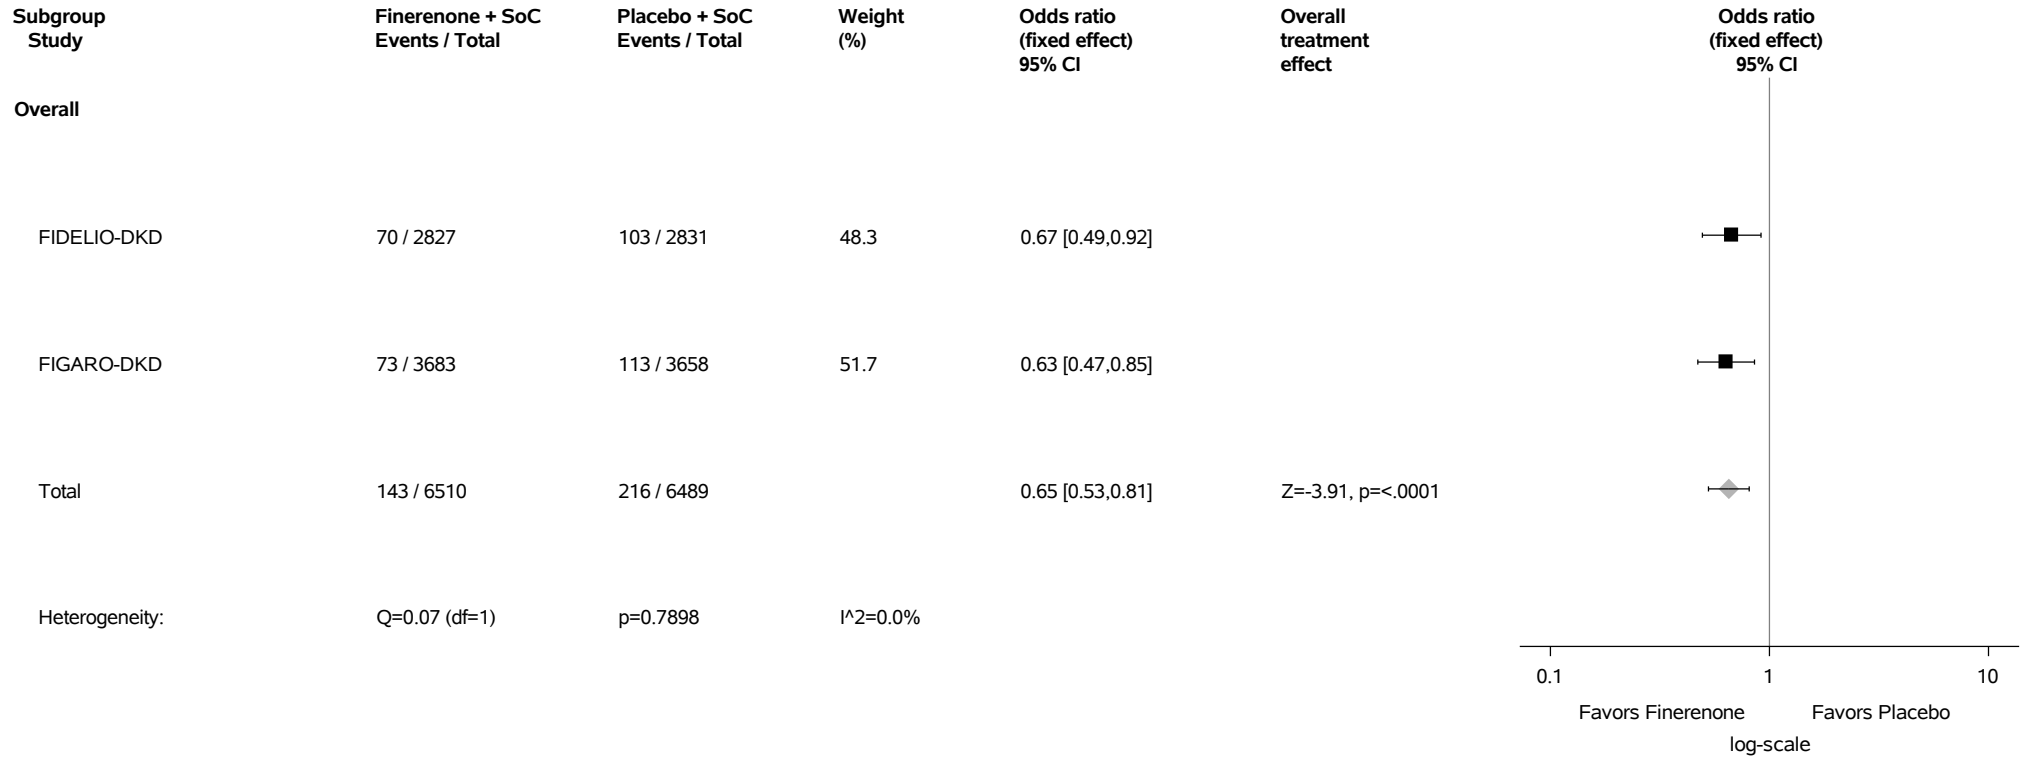 Subgroup Finerenone + SoC Placebo + SoC Weight Odds ratio Overall Odds ratio
Study Events / Total Events / Total (%) (fixed effect) treatment (fixed effect)
95% CI effect 95% CI
Overall
FIDELIO-DKD 70 / 2827 103 / 2831 48.3 0.67 [0.49,0.92]
FIGARO-DKD 73 / 3683 113 / 3658 51.7 0.63 [0.47,0.85]
Total 143 / 6510 216 / 6489 0.65 [0.53,0.81] Z=-3.91, p=<.0001
Heterogeneity: Q=0.07 (df=1) p=0.7898 I^2=0.0%
0.1 1 10
Favors Finerenone Favors Placebo
log-scale